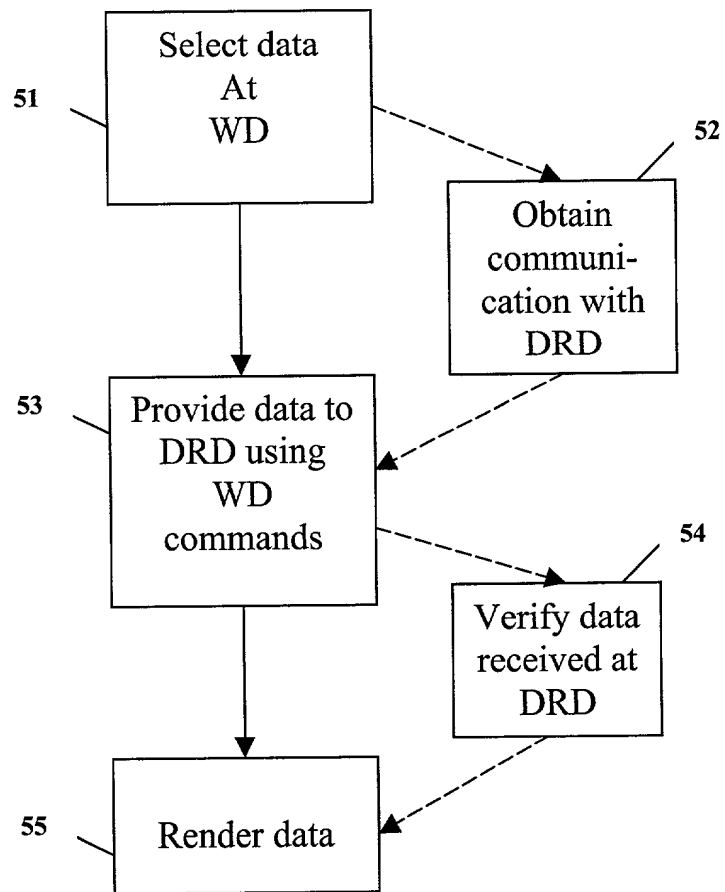 Select data
At
WD
51
52
Obtain
communi-
cation with
DRD
53
Provide data to
DRD using
WD
commands
54
Verify data
received at
DRD
55
Render data